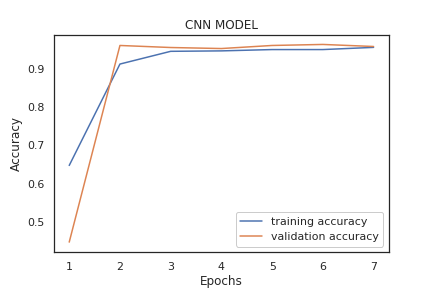 CNN MODEL
Accuracy
0.9
0.8
0.7
0.6
0.5
training accuracy
validation accuracy
1 2 3 4 5 6 7
Epochs